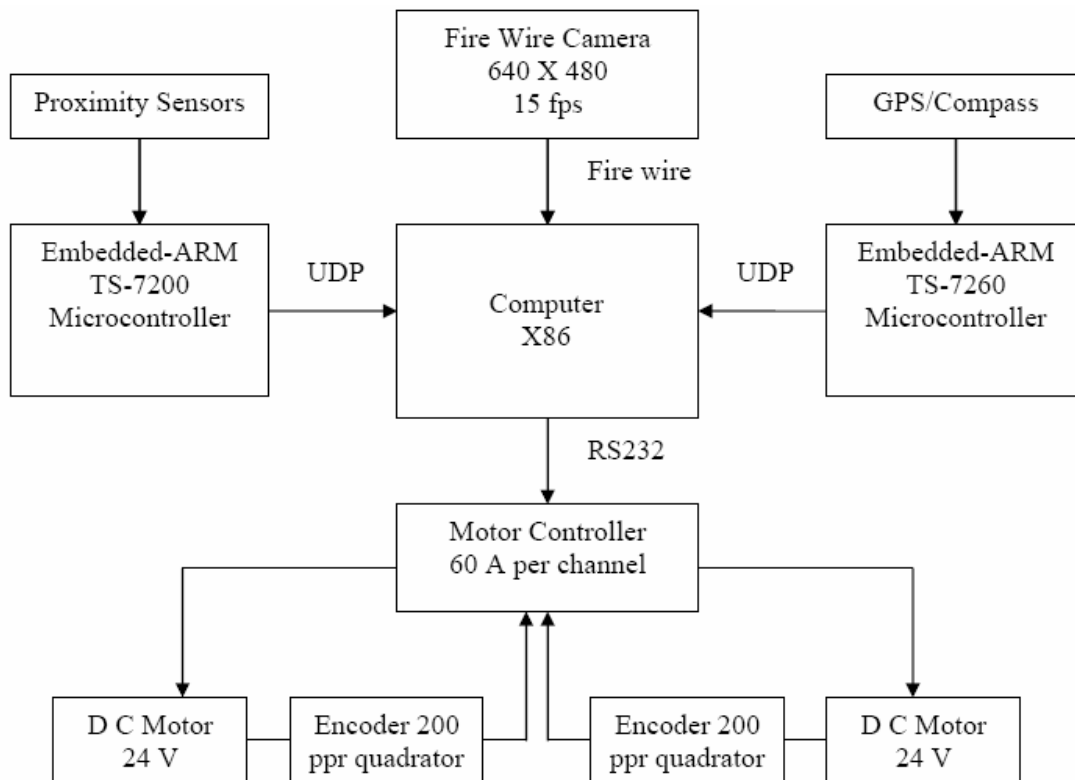 Fire Wire Camera
640 X 480
15 fps
Proximity Sensors
GPS/Compass
Fire wire
Embedded-ARM
TS-7200
Microcontroller
UDP
Computer
X86
UDP
Embedded-ARM
TS-7260
Microcontroller
RS232
Motor Controller
60 A per channel
D C Motor
24 V
Encoder 200
ppr quadrator
Encoder 200
ppr quadrator
D C Motor
24 V